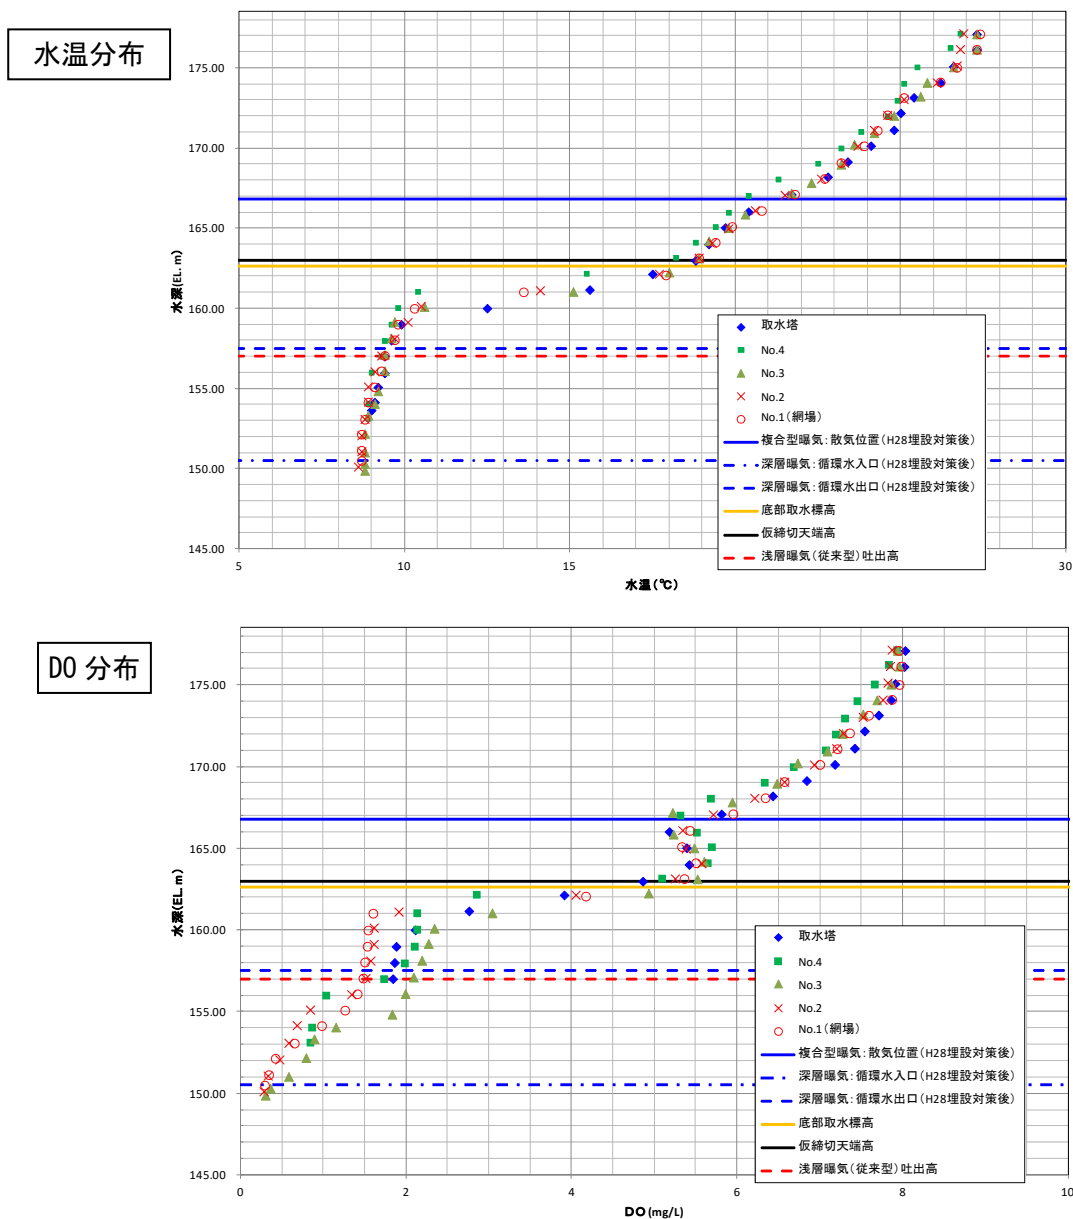 水温分布
175.00
170.00
165.00
160.00
155.00
150.00
145.00
水深(EL. m)
5
10
15
30
水温(℃)
取水塔
No.4
No.3
No.2
No.1(網場)
複合型曝気:散気位置(H28埋設対策後)
深層曝気:循環水入口(H28埋設対策後)
深層曝気:循環水出口(H28埋設対策後)
底部取水標高
仮締切天端高
浅層曝気(従来型)吐出高
DO 分布
175.00
170.00
165.00
160.00
155.00
150.00
145.00
水深(EL. m)
0
2
4
6
8
10
DO (mg/L)
取水塔
No.4
No.3
No.2
No.1(網場)
複合型曝気:散気位置(H28埋設対策後)
深層曝気:循環水入口(H28埋設対策後)
深層曝気:循環水出口(H28埋設対策後)
底部取水標高
仮締切天端高
浅層曝気(従来型)吐出高